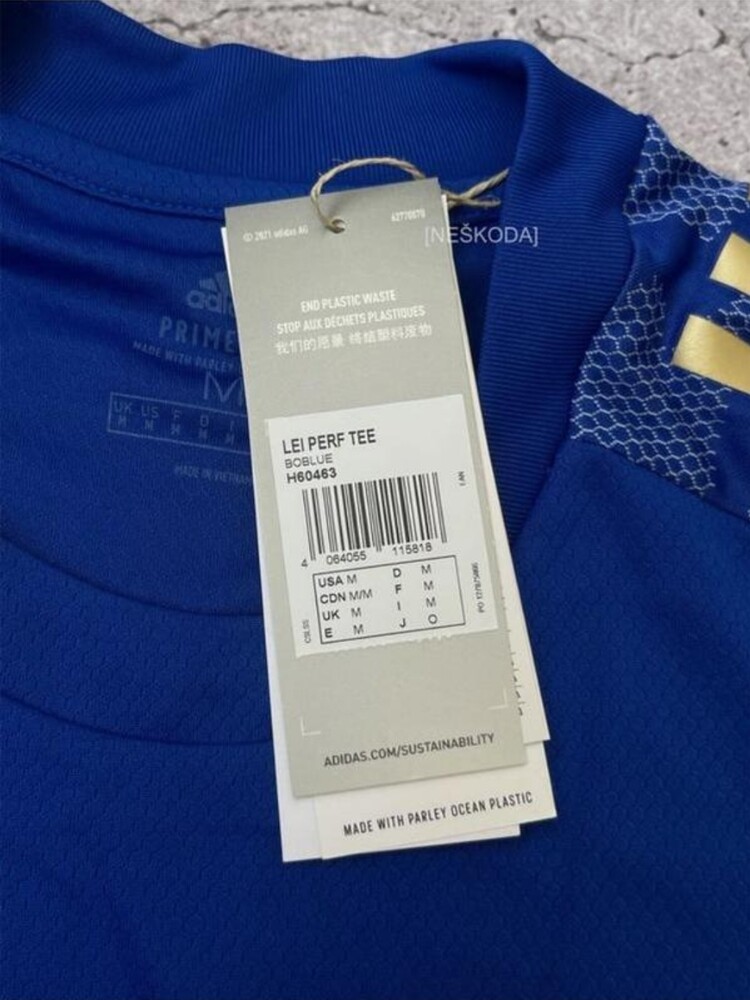 © 2021 adidas AG
[NEŠKODA]
END PLASTIC WASTE
STOP AUX DÉCHETS PLASTIQUES
我们的愿景 终结塑料废物
adi
PRIME
MADE WITH PARLEY
M
UK US F D I
M M M M M
MADE IN VIETNAM
LEI PERF TEE
BOBLUE
H60463
4 064055 115818
USA M D M
CDN M/M F M
UK M I M
E M J O
ADIDAS.COM/SUSTAINABILITY
MADE WITH PARLEY OCEAN PLASTIC